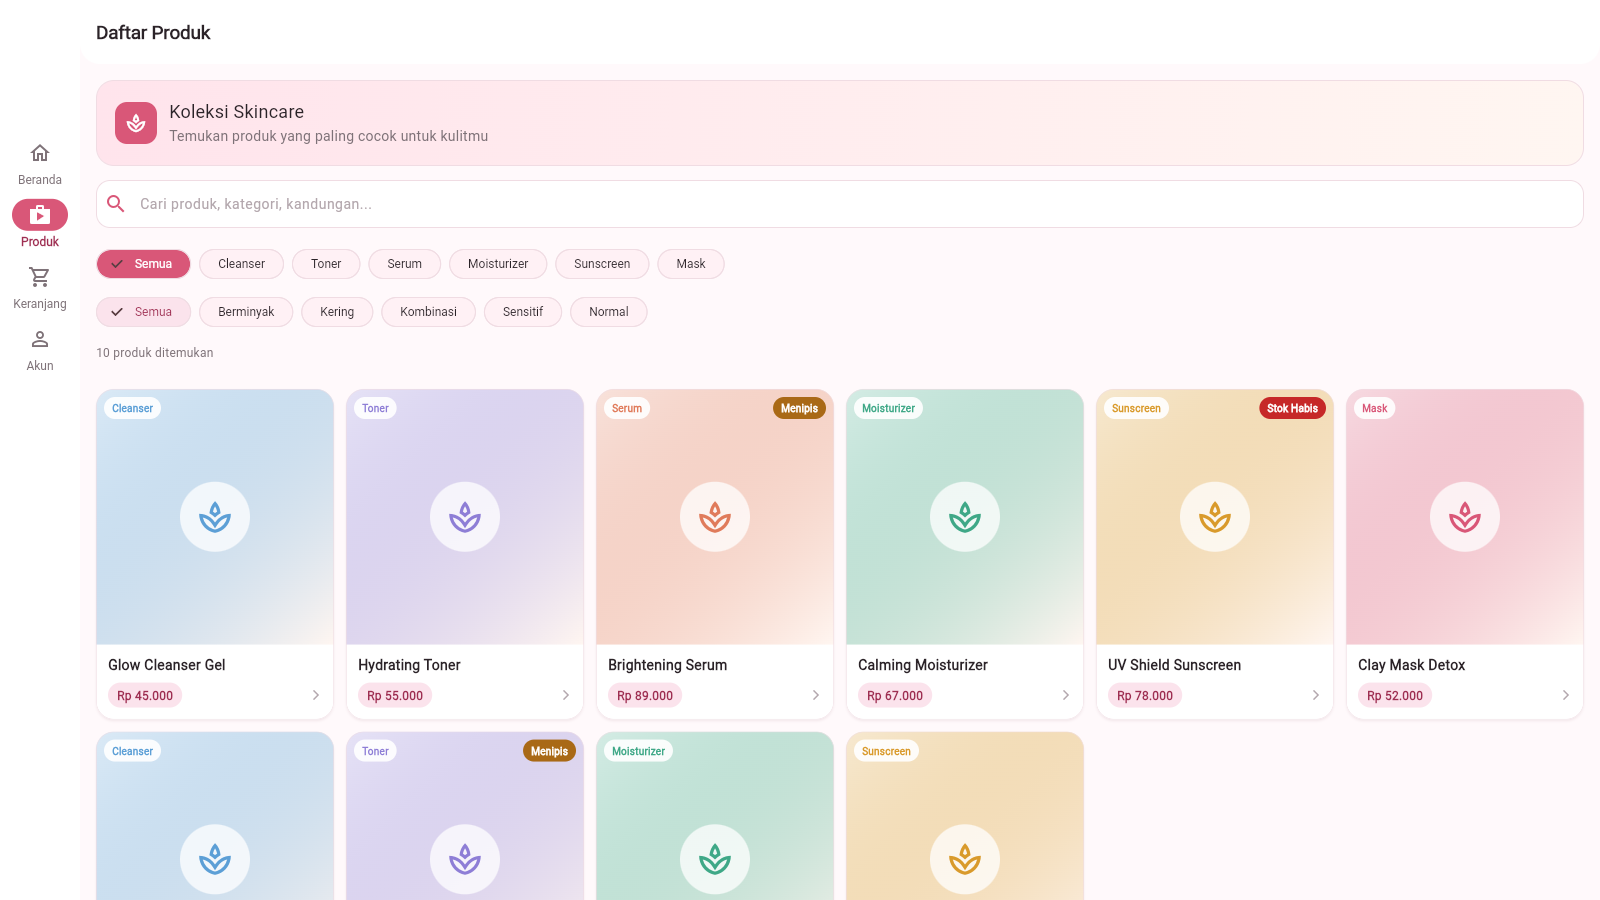 Daftar Produk
Koleksi Skincare
Temukan produk yang paling cocok untuk kulitmu
Cari produk, kategori, kandungan...
Beranda
Produk
Keranjang
Akun
Semua Cleanser Toner Serum Moisturizer Sunscreen Mask
Semua Berminyak Kering Kombinasi Sensitif Normal
10 produk ditemukan
Cleanser Toner Serum Menipis Moisturizer Sunscreen Stok Habis Mask
Glow Cleanser Gel Hydrating Toner Brightening Serum Calming Moisturizer UV Shield Sunscreen Clay Mask Detox
Rp 45.000 Rp 55.000 Rp 89.000 Rp 67.000 Rp 78.000 Rp 52.000
Cleanser Toner Menipis Moisturizer Sunscreen